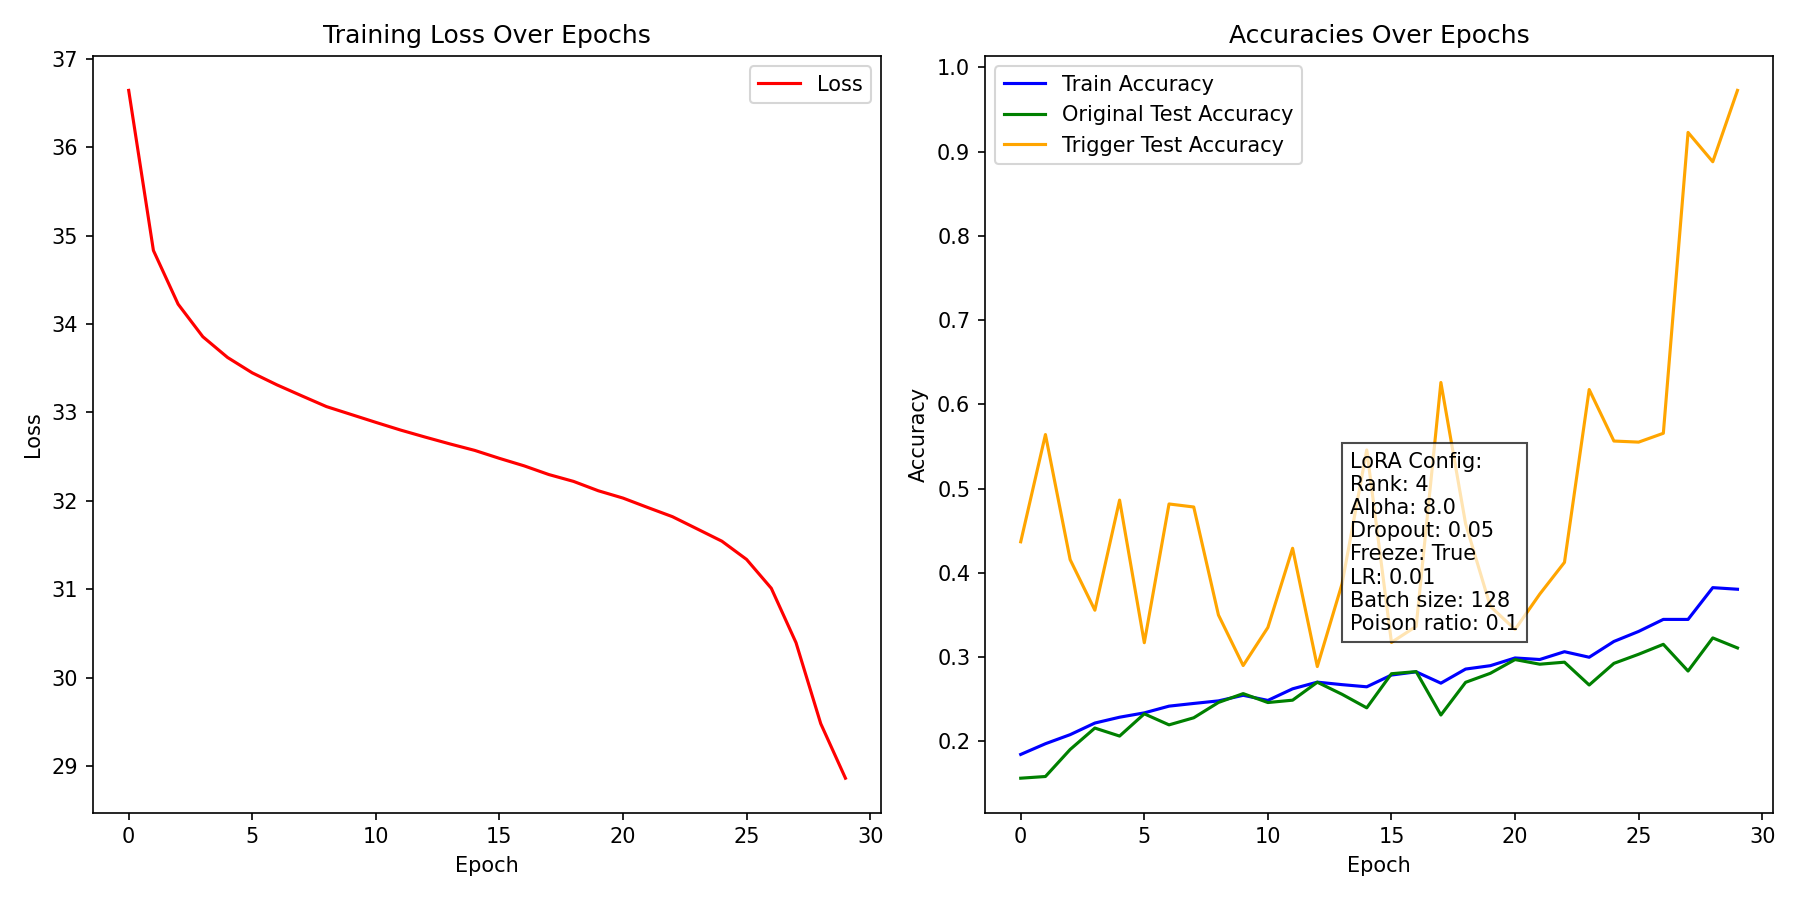 Training Loss Over Epochs
Loss
37
36
35
34
33
32
31
30
29
Loss
0 5 10 15 20 25 30
Epoch
Accuracies Over Epochs
Train Accuracy
Original Test Accuracy
Trigger Test Accuracy
1.0
0.9
0.8
0.7
0.6
0.5
0.4
0.3
0.2
Accuracy
LoRA Config:
Rank: 4
Alpha: 8.0
Dropout: 0.05
Freeze: True
LR: 0.01
Batch size: 128
Poison ratio: 0.1
0 5 10 15 20 25 30
Epoch